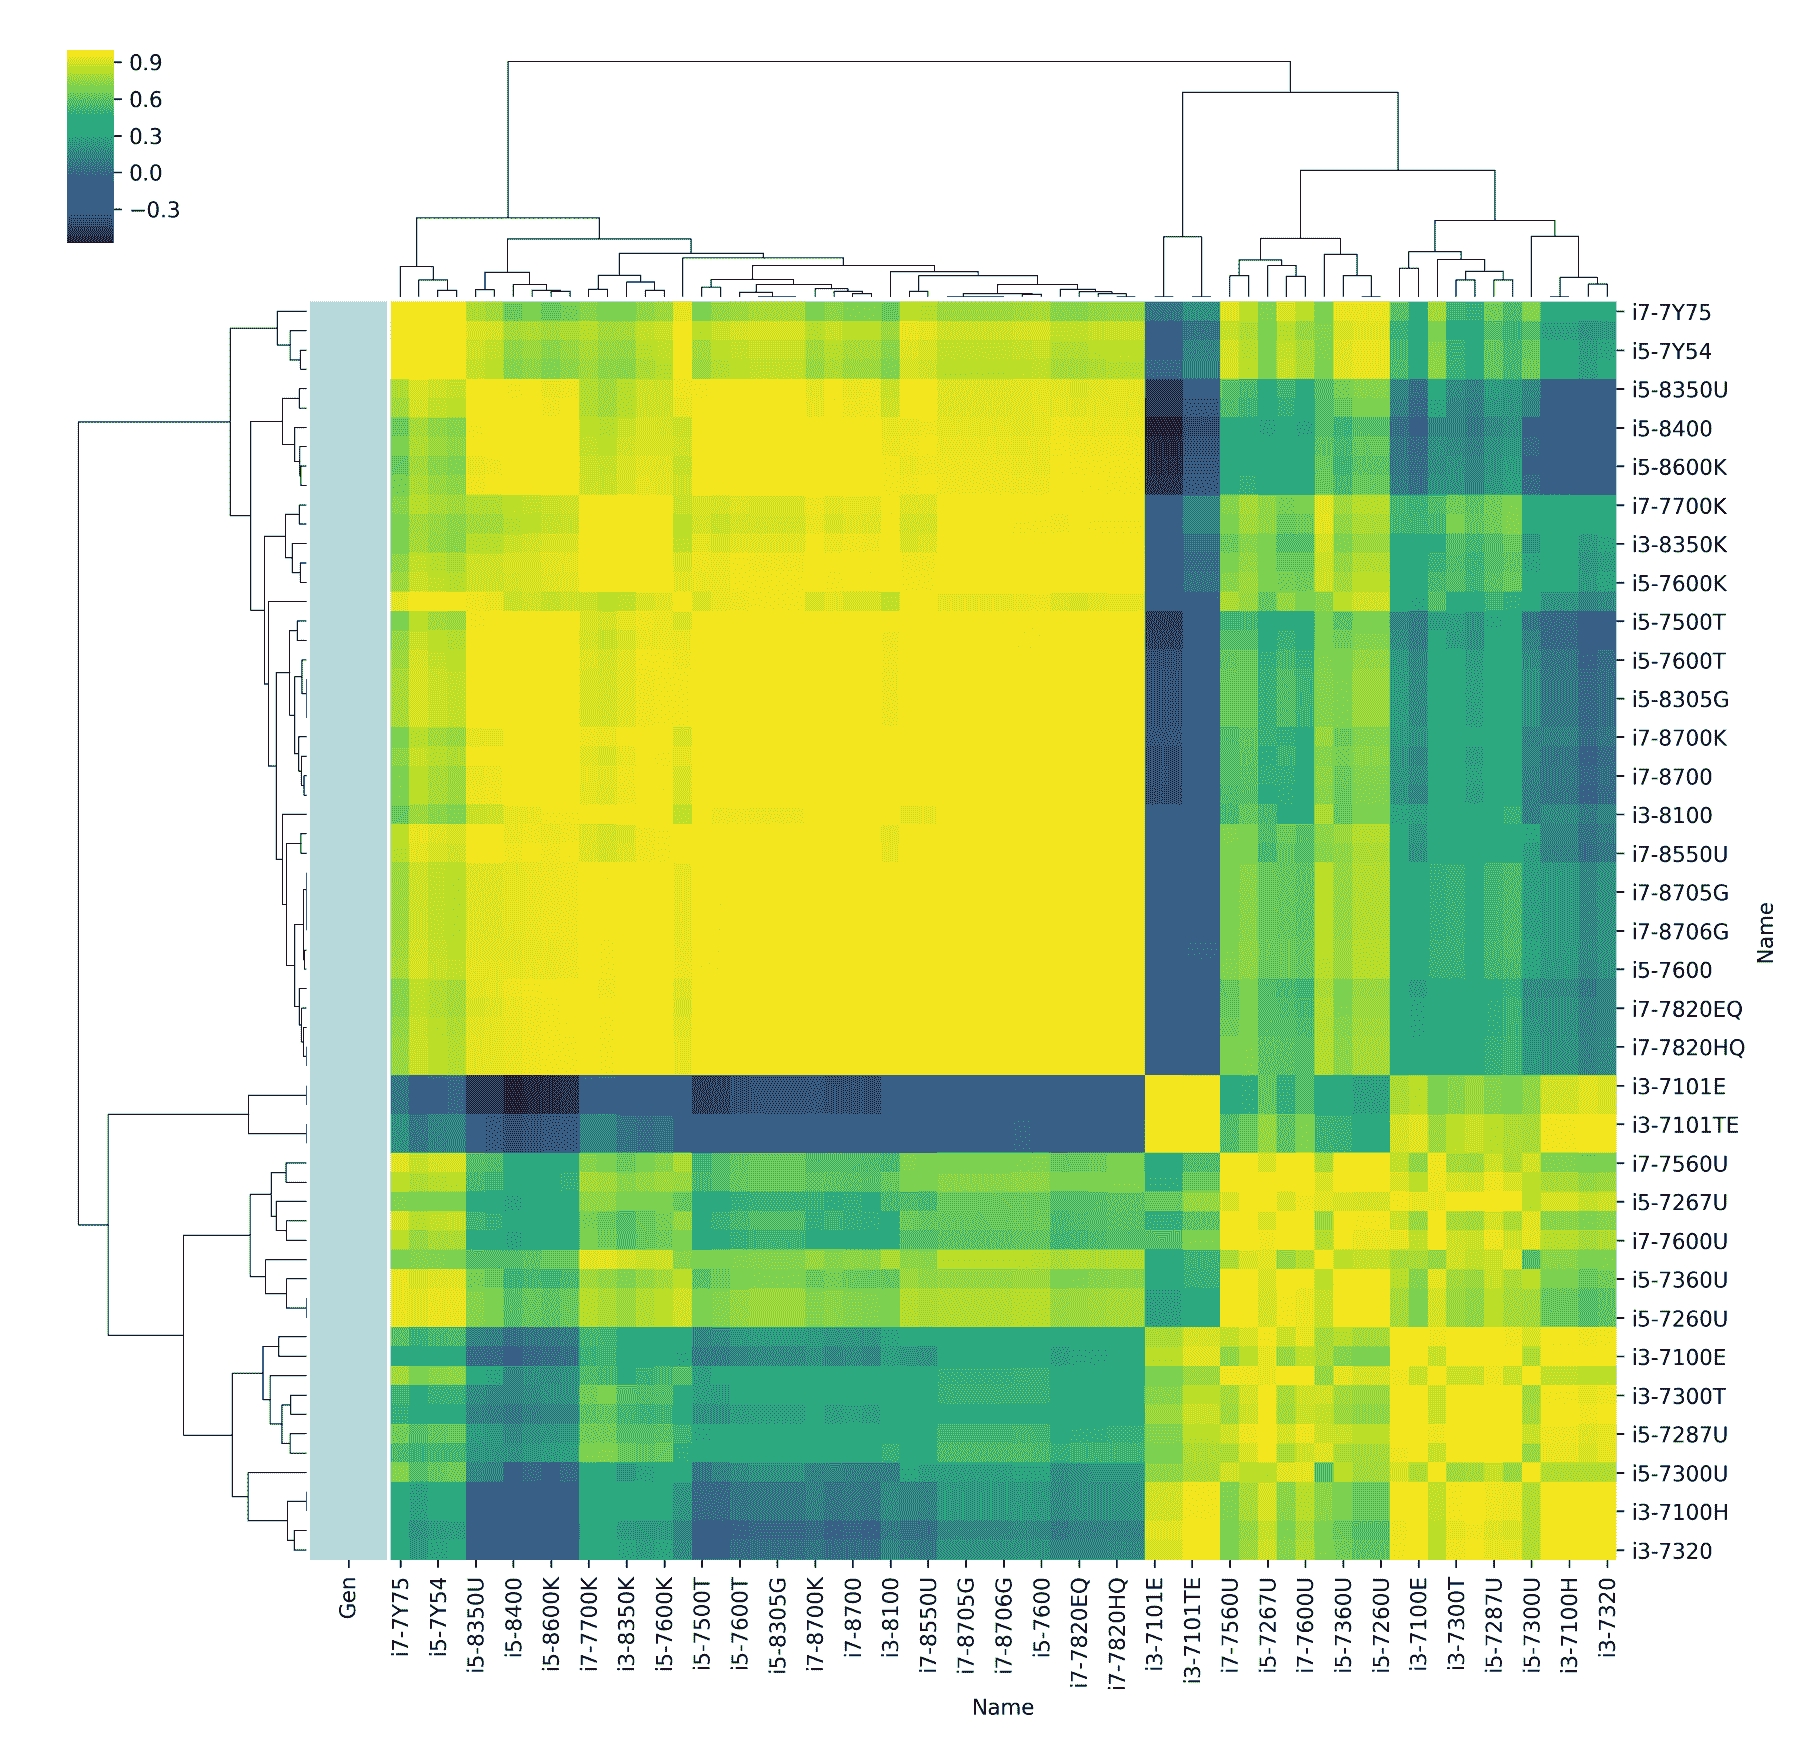 0.9
0.6
0.3
0.0
−0.3
i7-7Y75
i5-7Y54
i5-8350U
i5-8400
i5-8600K
i7-7700K
i3-8350K
i5-7600K
i5-7500T
i5-7600T
i5-8305G
i7-8700K
i7-8700
i3-8100
i7-8550U
i7-8705G
i7-8706G
i5-7600
i7-7820EQ
i7-7820HQ
i3-7101E
i3-7101TE
i7-7560U
i5-7267U
i7-7600U
i5-7360U
i5-7260U
i3-7100E
i3-7300T
i5-7287U
i5-7300U
i3-7100H
i3-7320
Name
Gen
i7-7Y75
i5-7Y54
i5-8350U
i5-8400
i5-8600K
i7-7700K
i3-8350K
i5-7600K
i5-7500T
i5-7600T
i5-8305G
i7-8700K
i7-8700
i3-8100
i7-8550U
i7-8705G
i7-8706G
i5-7600
i7-7820EQ
i7-7820HQ
i3-7101E
i3-7101TE
i7-7560U
i5-7267U
i7-7600U
i5-7360U
i5-7260U
i3-7100E
i3-7300T
i5-7287U
i5-7300U
i3-7100H
i3-7320
Name